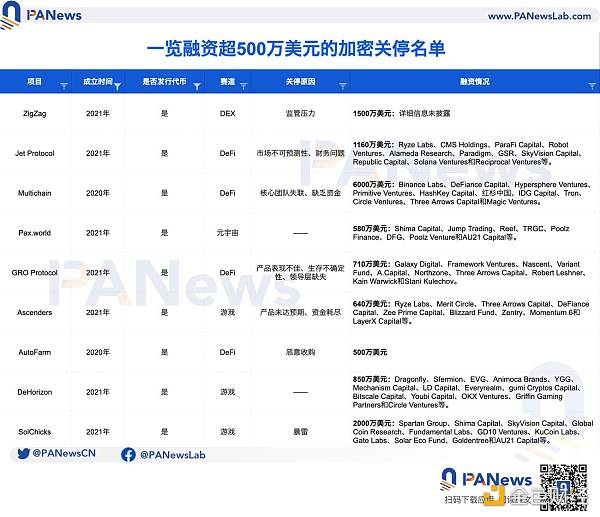 PANews
www.PANewsLab.com
一览融资超500万美元的加密关停名单
项目 成立时间 是否发行代币 赛道 关停原因 融资情况
ZigZag 2021年 是 DEX 监管压力 1500万美元：详细信息未披露
Jet Protocol 2021年 是 DeFi 市场不可预测性、财务问题 1160万美元：Ryze Labs、CMS Holdings、ParaFi Capital、Robot
Ventures、Alameda Research、Paradigm、GSR、SkyVision Capital、
Republic Capital、Solana Ventures和Reciprocal Ventures等。
Multichain 2020年 是 DeFi 核心团队失联、缺乏资金 6000万美元：Binance Labs、DeFiance Capital、Hypersphere Ventures、
Primitive Ventures、HashKey Capital、红杉中国、IDG Capital、Tron、
Circle Ventures、Three Arrows Capital和Magic Ventures。
Pax.world 2021年 是 元宇宙 —— 580万美元：Shima Capital、Jump Trading、Reef、TRGC、Poolz
Finance、DFG、Poolz Venture和AU21 Capital等。
GRO Protocol 2021年 是 DeFi 产品表现不佳、生存不确定
性、领导层缺失 710万美元：Galaxy Digital、Framework Ventures、Nascent、Variant
Fund、A.Capital、Northzone、Three Arrows Capital、Robert Leshner、
Kain Warwick和Stani Kulechov。
Ascenders 2021年 是 游戏 产品未达预期、资金耗尽 640万美元：Ryze Labs、Merit Circle、Three Arrows Capital、DeFiance
Capital、Zee Prime Capital、Blizzard Fund、Zentry、Momentum 6和
LayerX Capital等。
AutoFarm 2020年 是 DeFi 恶意收购 500万美元
DeHorizon 2021年 是 游戏 —— 850万美元：Dragonfly、Sfermion、EVG、Animoca Brands、YGG、
Mechanism Capital、LD Capital、Everyrealm、gumi Cryptos Capital、
Bitscale Capital、Youbi Capital、OKX Ventures、Griffin Gaming
Partners和Circle Ventures等。
SolChicks 2021年 是 游戏 暴雷 2000万美元：Spartan Group、Shima Capital、SkyVision Capital、Global
Coin Research、Fundamental Labs、GD10 Ventures、KuCoin Labs、
Gate Labs、Solar Eco Fund、Goldentree和AU21 Capital等。
@PANewsCN @PANewsLab
PANews
扫码下载应用
金色财经